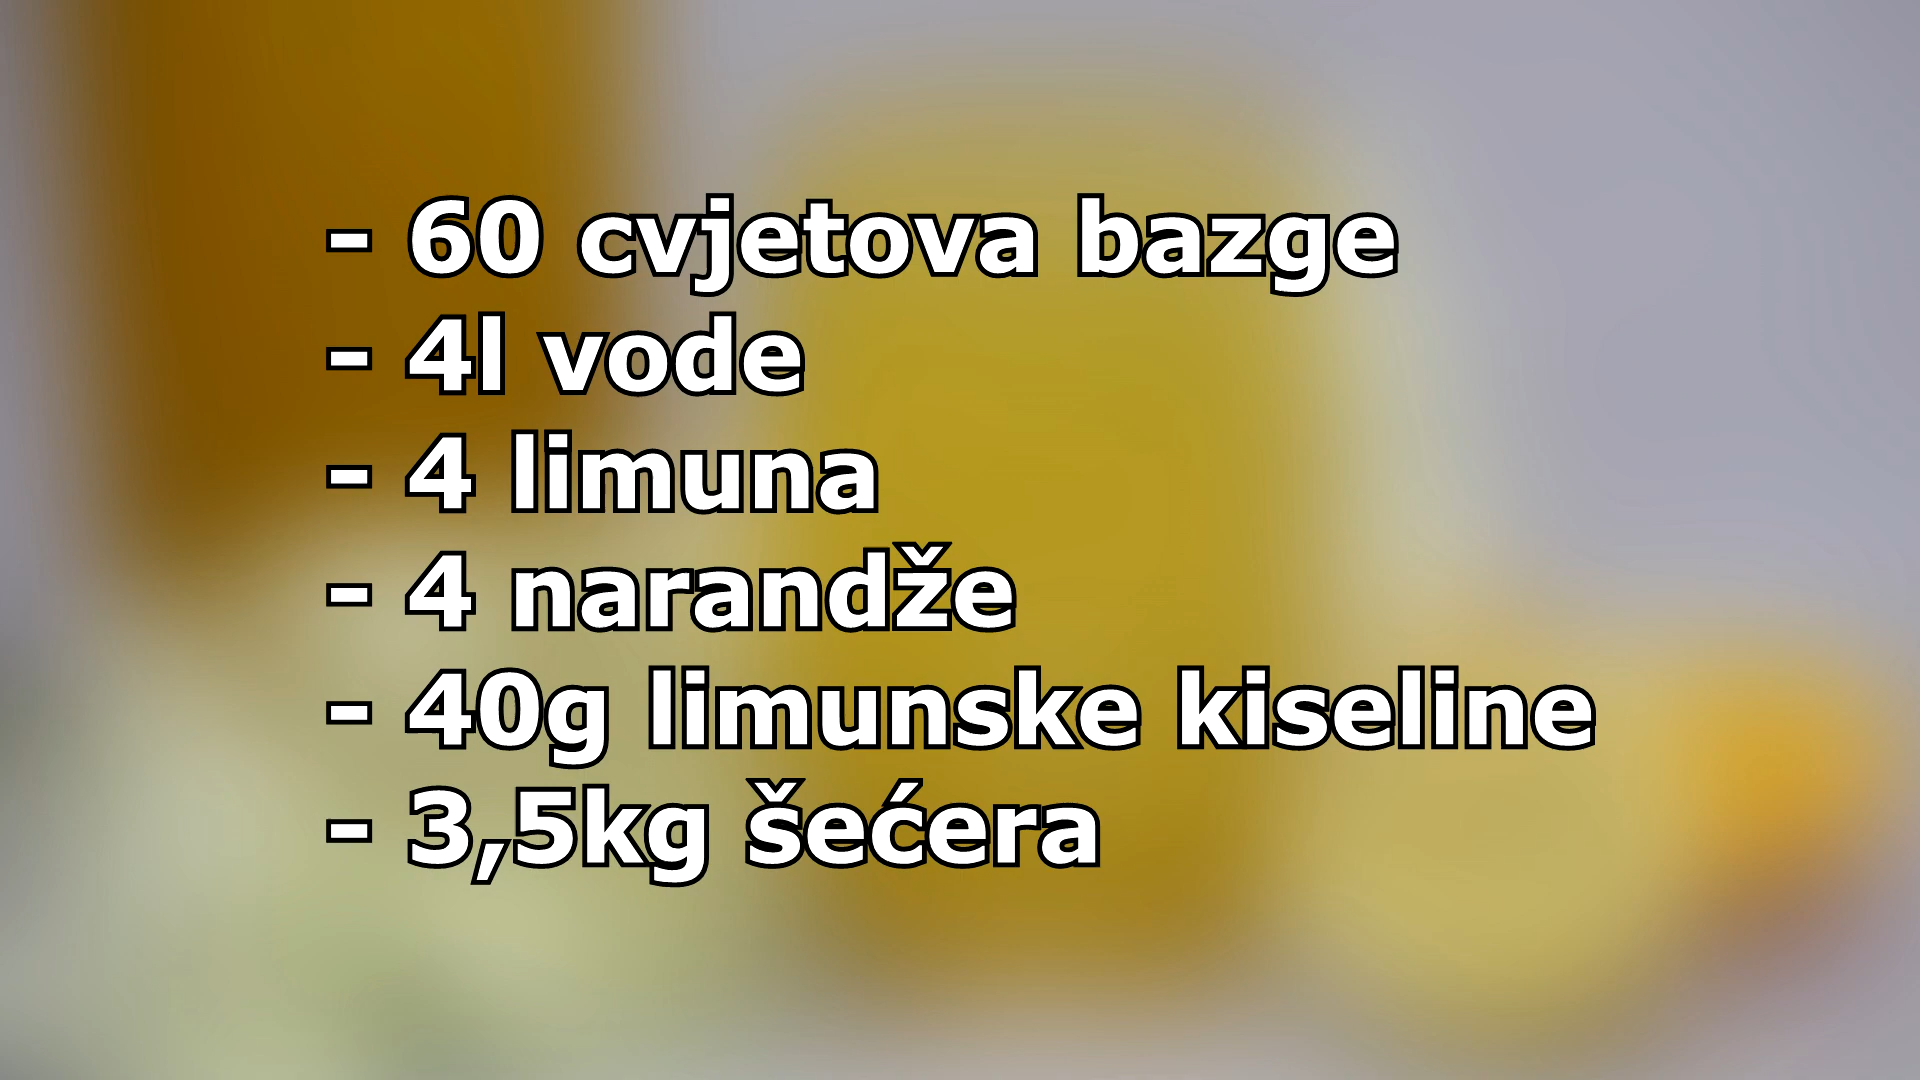 - 60 cvjetova bazge
- 4l vode
- 4 limuna
- 4 narandže
- 40g limunske kiseline
- 3,5kg šećera